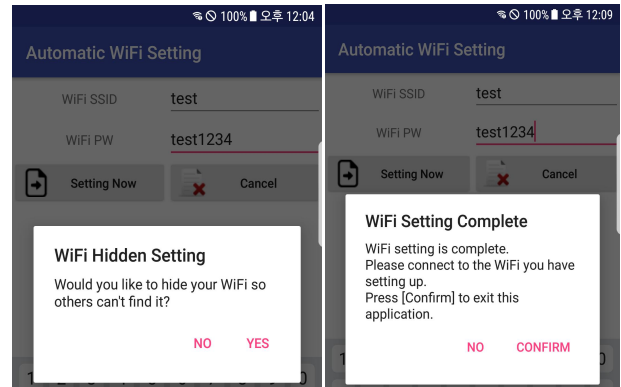 100% 오후 12:04
Automatic WiFi Setting
WiFi SSID test
WiFi PW test1234
Setting Now Cancel
WiFi Hidden Setting
Would you like to hide your WiFi so
others can't find it?
NO YES
100% 오후 12:09
Automatic WiFi Setting
WiFi SSID test
WiFi PW test1234
Setting Now Cancel
WiFi Setting Complete
WiFi setting is complete.
Please connect to the WiFi you have
setting up.
Press [Confirm] to exit this
application.
NO CONFIRM